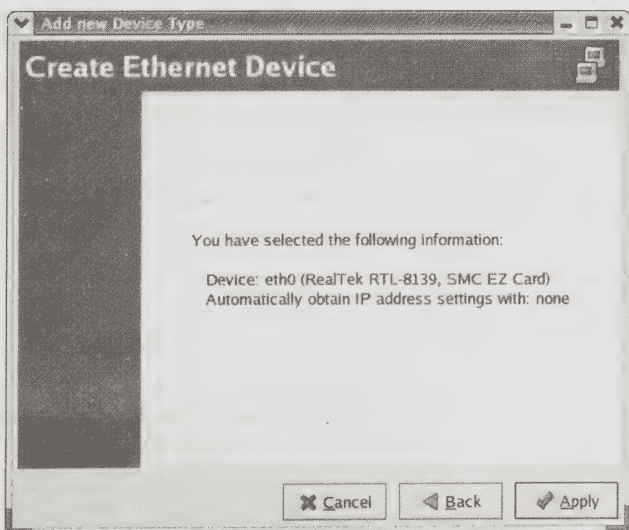 Add new Device Type
Create Ethernet Device
You have selected the following information:
Device: eth0 (RealTek RTL-8139, SMC EZ Card)
Automatically obtain IP address settings with: none
Cancel
Back
Apply